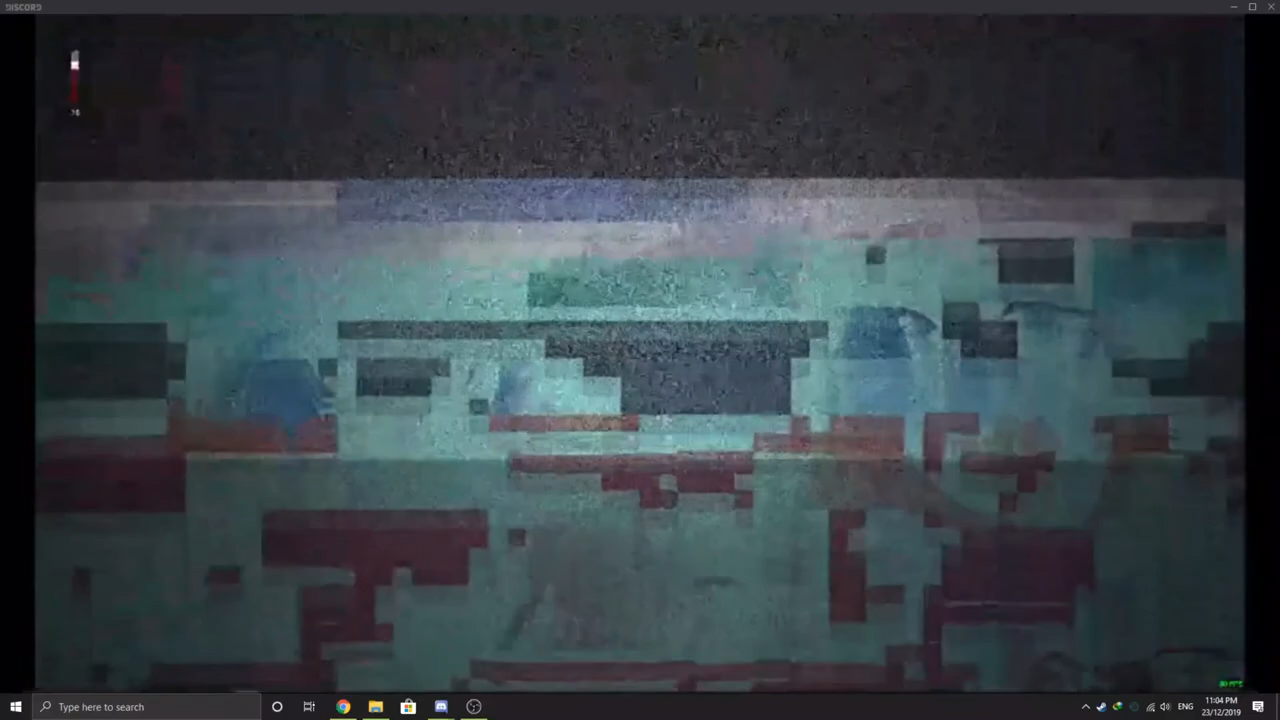 DISCORD
Type here to search
ENG
11:04 PM
23/12/2019